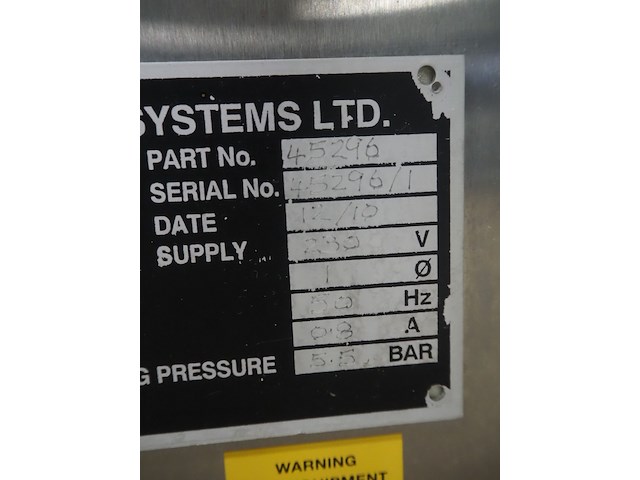 SYSTEMS LTD.
PART No. 45296
SERIAL No. 45296/1
DATE 12/10
SUPPLY 230 V
1 Ø
50 Hz
0.8 A
G PRESSURE 5.5 BAR
WARNING